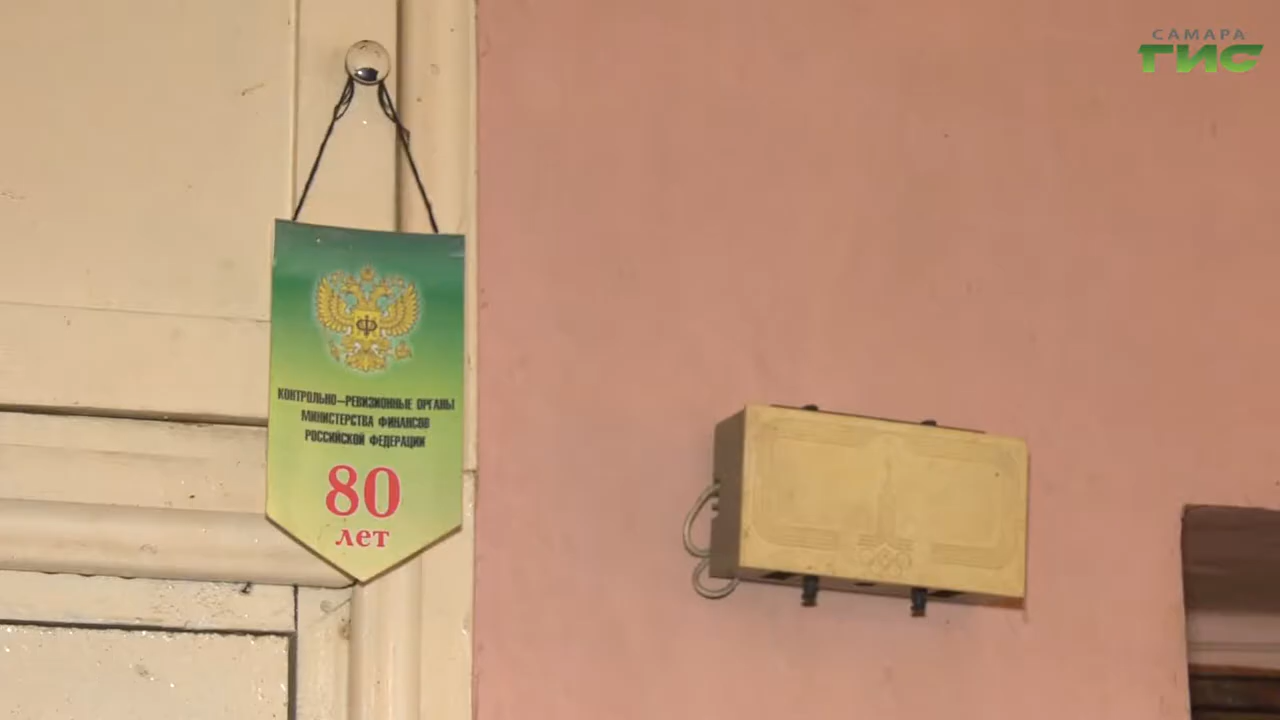 САМАРА
ГИС
Ф
КОНТРОЛЬНО-РЕВИЗИОННЫЕ ОРГАНЫ
МИНИСТЕРСТВА ФИНАНСОВ
РОССИЙСКОЙ ФЕДЕРАЦИИ
80
лет